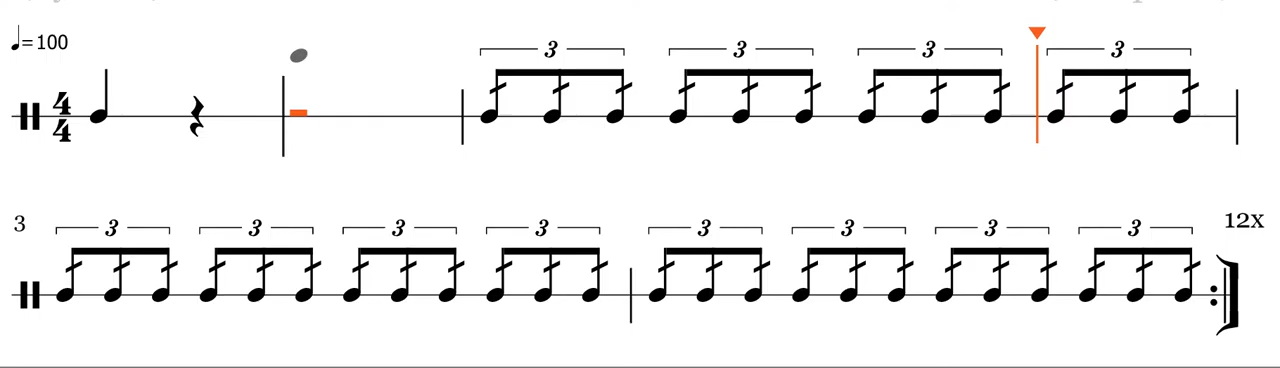 ♩=100
4/4 3 3 3 3
3 3 3 3 3 3 3 3 3 12x